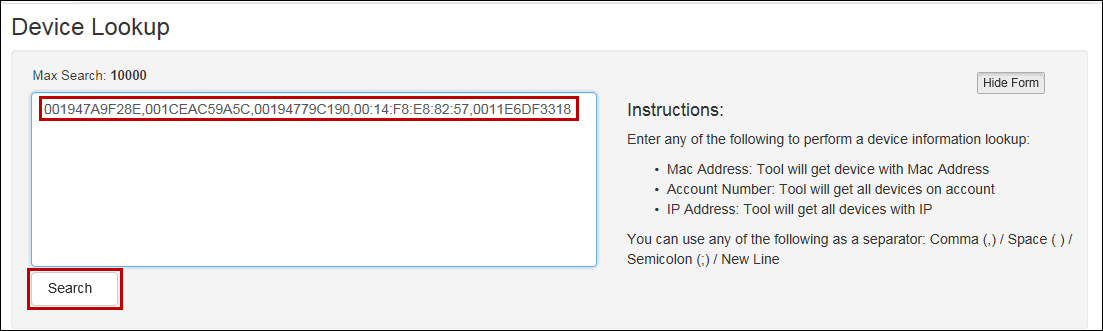 Device Lookup
Max Search: 10000
Hide Form
001947A9F28E,001CEAC59A5C,00194779C190,00:14:F8:E8:82:57,0011E6DF3318
Instructions:
Enter any of the following to perform a device information lookup:
• Mac Address: Tool will get device with Mac Address
• Account Number: Tool will get all devices on account
• IP Address: Tool will get all devices with IP
You can use any of the following as a separator: Comma (,) / Space ( ) /
Semicolon (;) / New Line
Search